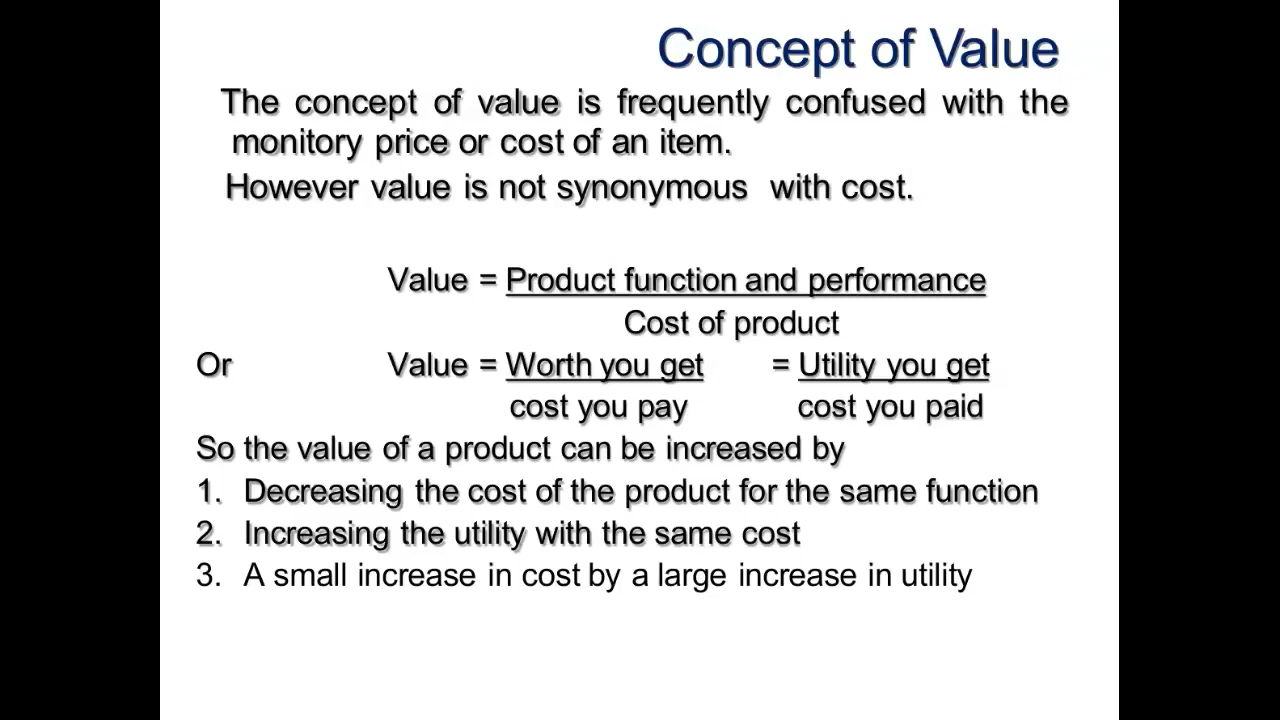 Concept of Value
The concept of value is frequently confused with the
monitory price or cost of an item.
However value is not synonymous with cost.
Value = Product function and performance
Cost of product
Or Value = Worth you get = Utility you get
cost you pay cost you paid
So the value of a product can be increased by
1. Decreasing the cost of the product for the same function
2. Increasing the utility with the same cost
3. A small increase in cost by a large increase in utility